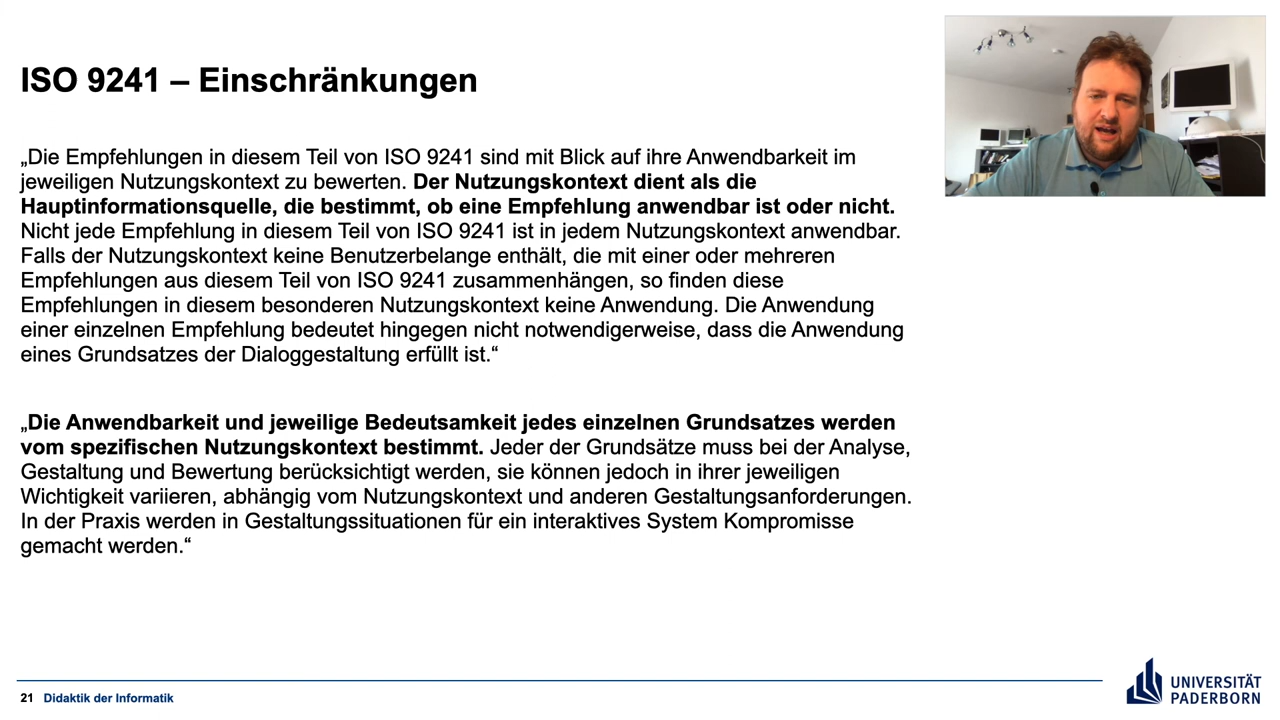 ISO 9241 – Einschränkungen
„Die Empfehlungen in diesem Teil von ISO 9241 sind mit Blick auf ihre Anwendbarkeit im
jeweiligen Nutzungskontext zu bewerten. Der Nutzungskontext dient als die
Hauptinformationsquelle, die bestimmt, ob eine Empfehlung anwendbar ist oder nicht.
Nicht jede Empfehlung in diesem Teil von ISO 9241 ist in jedem Nutzungskontext anwendbar.
Falls der Nutzungskontext keine Benutzerbelange enthält, die mit einer oder mehreren
Empfehlungen aus diesem Teil von ISO 9241 zusammenhängen, so finden diese
Empfehlungen in diesem besonderen Nutzungskontext keine Anwendung. Die Anwendung
einer einzelnen Empfehlung bedeutet hingegen nicht notwendigerweise, dass die Anwendung
eines Grundsatzes der Dialoggestaltung erfüllt ist.“
„Die Anwendbarkeit und jeweilige Bedeutsamkeit jedes einzelnen Grundsatzes werden
vom spezifischen Nutzungskontext bestimmt. Jeder der Grundsätze muss bei der Analyse,
Gestaltung und Bewertung berücksichtigt werden, sie können jedoch in ihrer jeweiligen
Wichtigkeit variieren, abhängig vom Nutzungskontext und anderen Gestaltungsanforderungen.
In der Praxis werden in Gestaltungssituationen für ein interaktives System Kompromisse
gemacht werden.“
21 Didaktik der Informatik
UNIVERSITÄT
PADERBORN